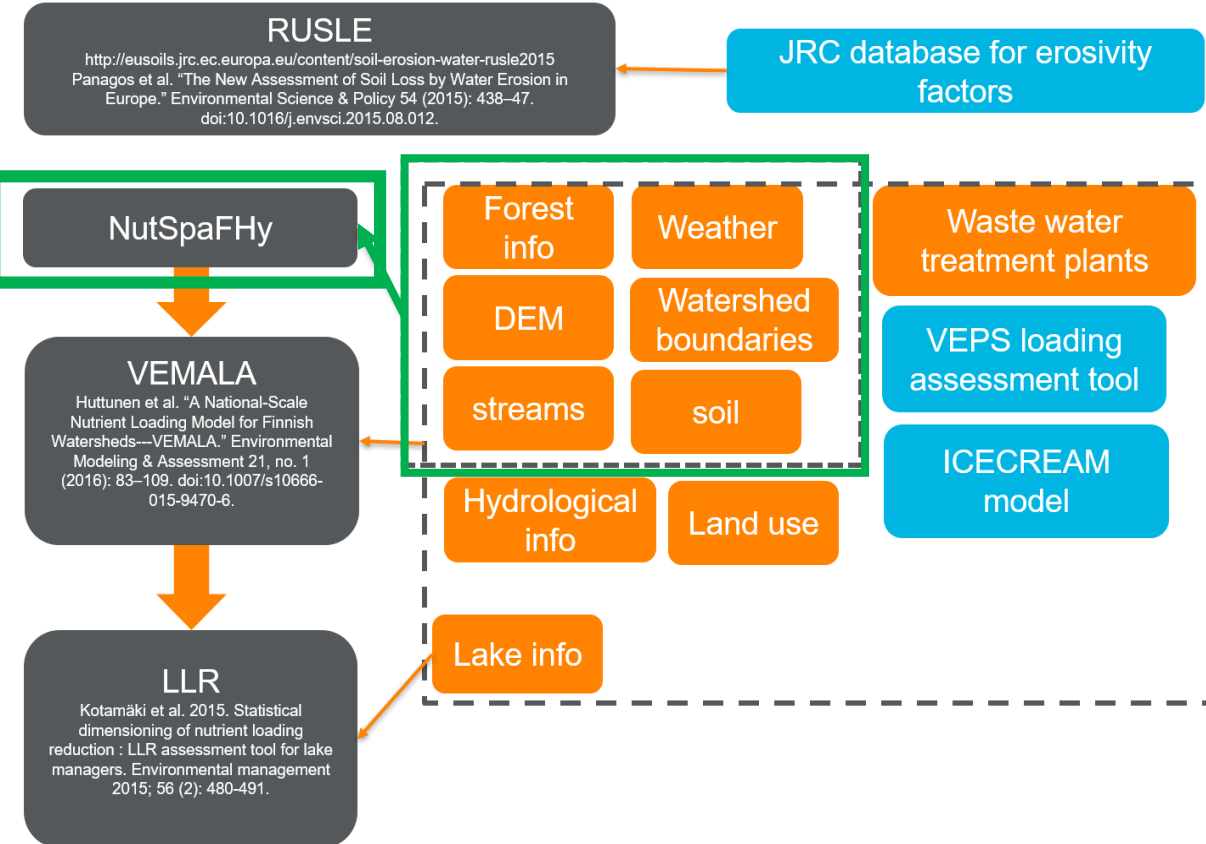 RUSLE
http://eusoils.jrc.ec.europa.eu/content/soil-erosion-water-rusle2015
Panagos et al. “The New Assessment of Soil Loss by Water Erosion in
Europe.” Environmental Science & Policy 54 (2015): 438–47.
doi:10.1016/j.envsci.2015.08.012.
JRC database for erosivity
factors
NutSpaFHy
Forest
info
Weather
Waste water
treatment plants
DEM
Watershed
boundaries
VEPS loading
assessment tool
VEMALA
Huttunen et al. “A National-Scale
Nutrient Loading Model for Finnish
Watersheds---VEMALA.” Environmental
Modeling & Assessment 21, no. 1
(2016): 83–109. doi:10.1007/s10666-
015-9470-6.
streams
soil
ICECREAM
model
Hydrological
info
Land use
Lake info
LLR
Kotamäki et al. 2015. Statistical
dimensioning of nutrient loading
reduction : LLR assessment tool for lake
managers. Environmental management
2015; 56 (2): 480-491.